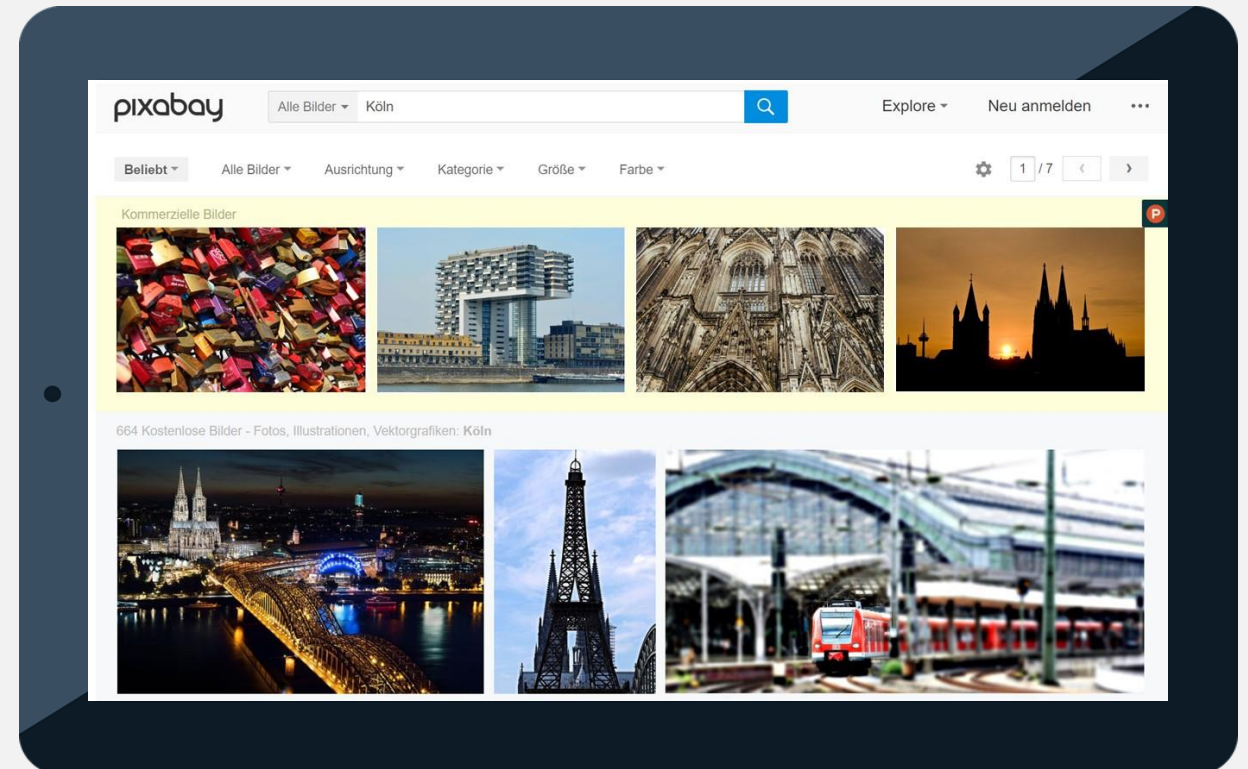 pixabay Alle Bilder Köln Explore Neu anmelden
Beliebt Alle Bilder Ausrichtung Kategorie Größe Farbe 1 / 7
Kommerzielle Bilder
P
664 Kostenlose Bilder - Fotos, Illustrationen, Vektorgrafiken: Köln